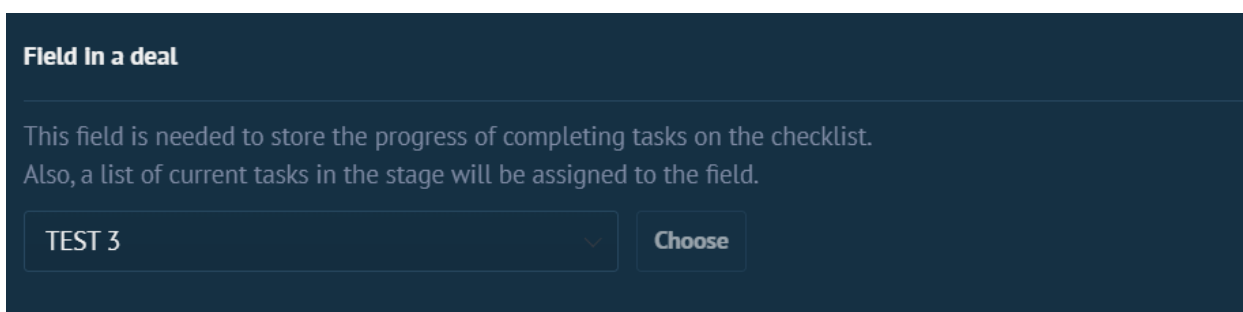 Field in a deal
This field is needed to store the progress of completing tasks on the checklist.
Also, a list of current tasks in the stage will be assigned to the field.
TEST 3
Choose